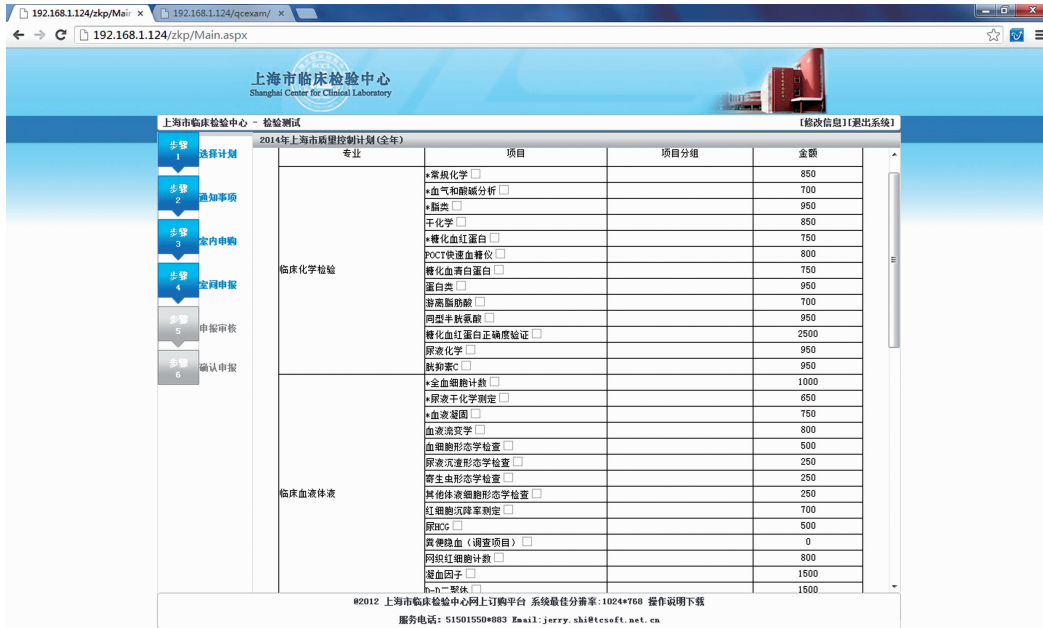 192.168.1.124/zkp/Mair
192.168.1.124/qcexam/
192.168.1.124/zkp/Main.aspx
SCCL
上海市临床检验中心
Shanghai Center for Clinical Laboratory
上海市临床检验中心 - 检验测试
[修改信息][退出系统]
2014年上海市质量控制计划(全年)
步骤1 选择计划
步骤2 通知事项
步骤3 室内申购
步骤4 室间申报
步骤5 申报审核
步骤6 确认申报
专业 项目 项目分组 金额
临床化学检验
*常规化学 850
*血气和酸碱分析 700
*脂类 950
干化学 850
*糖化血红蛋白 750
POCT快速血糖仪 800
糖化血清白蛋白 750
蛋白类 950
游离脂肪酸 700
同型半胱氨酸 950
糖化血红蛋白正确度验证 2500
尿液化学 950
胱抑素C 950
临床血液体液
*全血细胞计数 1000
*尿液干化学测定 650
*血液凝固 750
血液流变学 800
血细胞形态学检查 500
尿液沉渣形态学检查 250
寄生虫形态学检查 250
其他体液细胞形态学检查 250
红细胞沉降率测定 700
尿HCG 500
粪便隐血（调查项目） 0
网织红细胞计数 800
凝血因子 1500
D-D二聚体 1500
@2012 上海市临床检验中心网上订购平台 系统最佳分辨率:1024*768 操作说明下载
服务电话: 51501550*883 Email:jerry.shi@tcsoft.net.cn